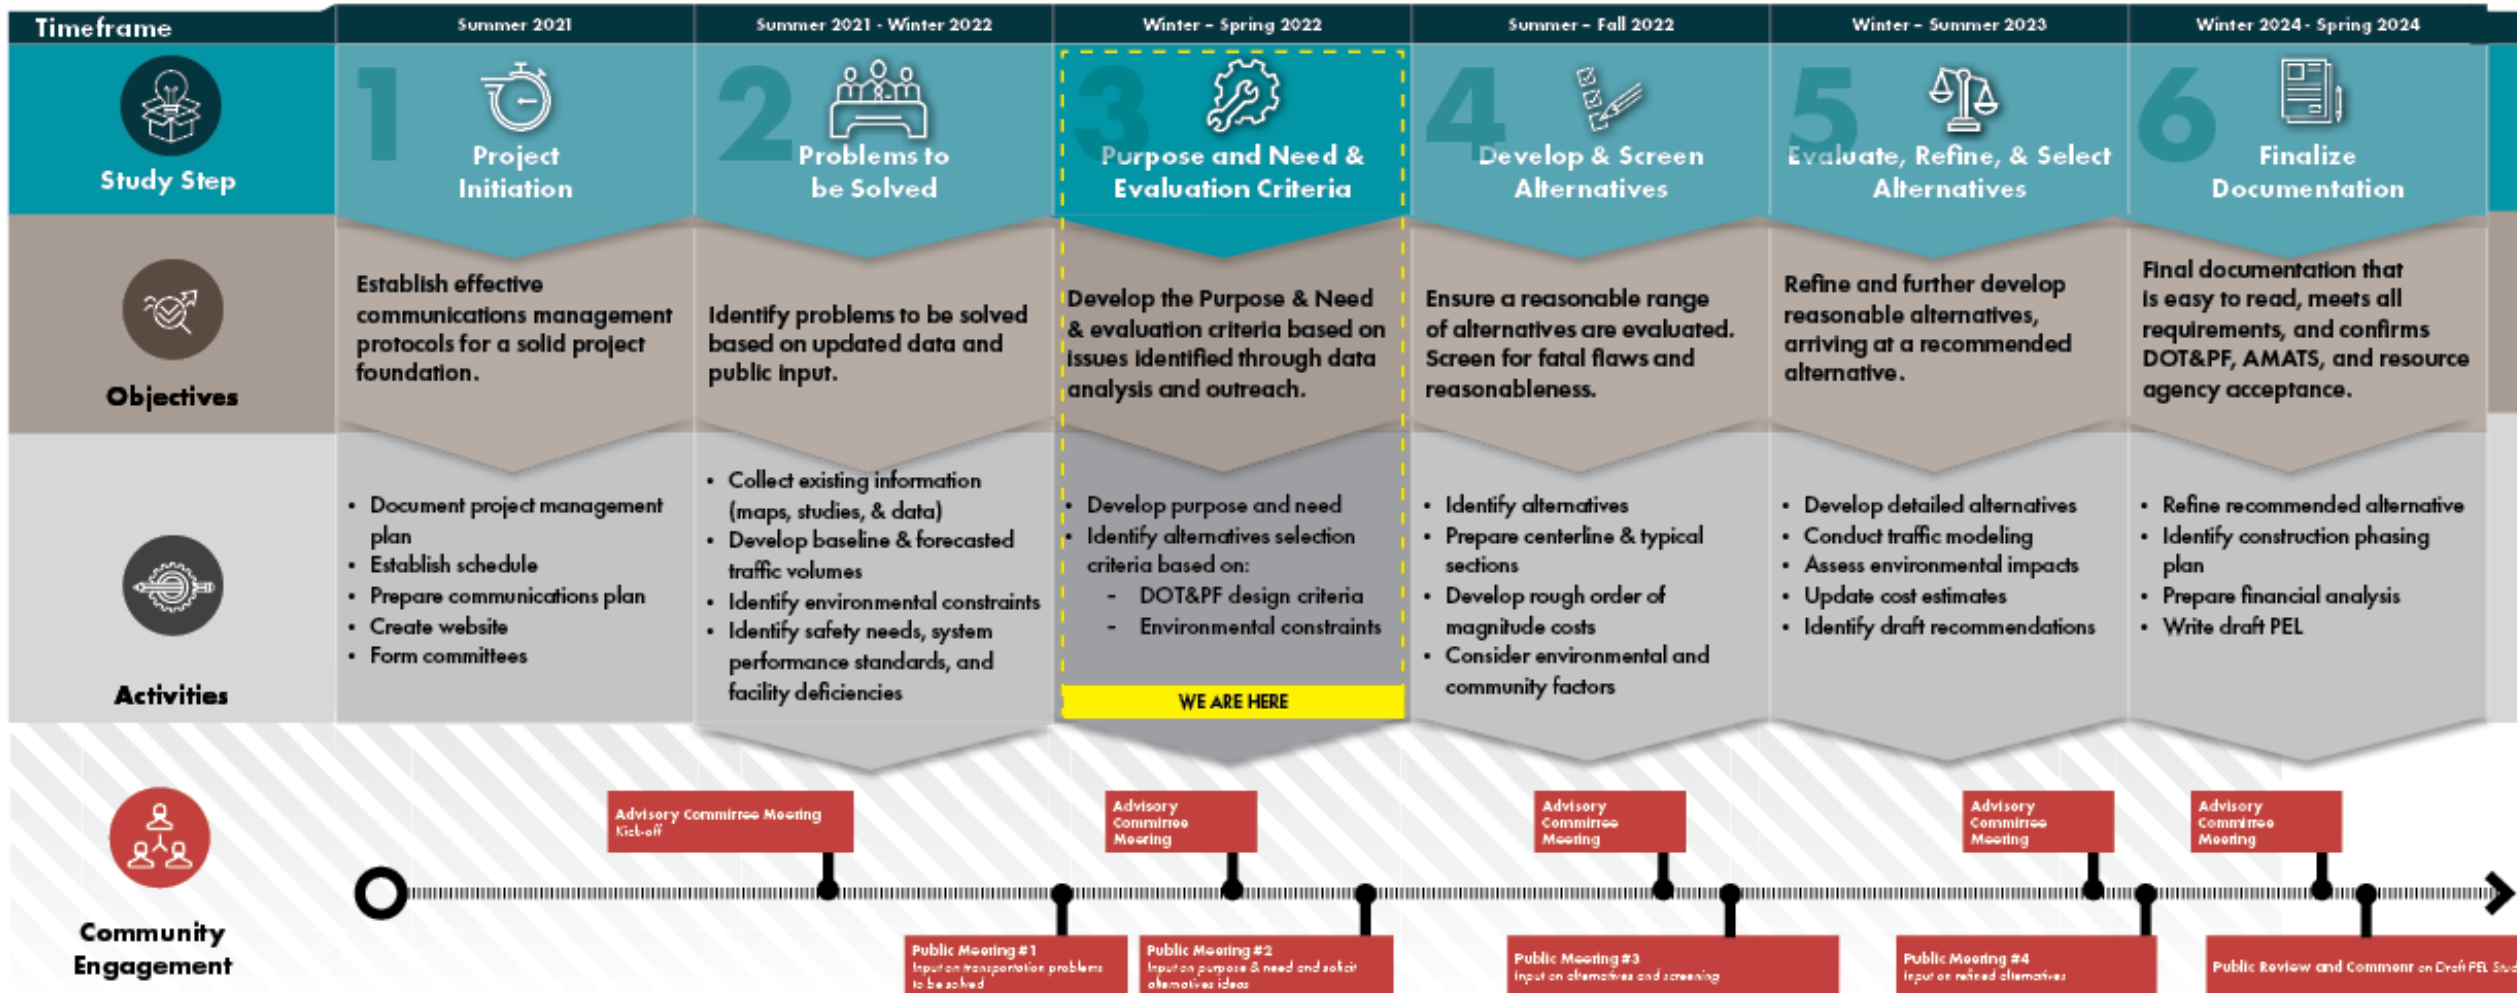 Timeframe
Summer 2021
Summer 2021 - Winter 2022
Winter – Spring 2022
Summer – Fall 2022
Winter – Summer 2023
Winter 2024 - Spring 2024
Study Step
1
Project
Initiation
2
Problems to
be Solved
3
Purpose and Need &
Evaluation Criteria
4
Develop & Screen
Alternatives
5
Evaluate, Refine, & Select
Alternatives
6
Finalize
Documentation
Objectives
Establish effective
communications management
protocols for a solid project
foundation.
Identify problems to be solved
based on updated data and
public input.
Develop the Purpose & Need
& evaluation criteria based on
issues identified through data
analysis and outreach.
Ensure a reasonable range
of alternatives are evaluated.
Screen for fatal flaws and
reasonableness.
Refine and further develop
reasonable alternatives,
arriving at a recommended
alternative.
Final documentation that
is easy to read, meets all
requirements, and confirms
DOT&PF, AMATS, and resource
agency acceptance.
Activities
• Document project management
plan
• Establish schedule
• Prepare communications plan
• Create website
• Form committees
• Collect existing information
(maps, studies, & data)
• Develop baseline & forecasted
traffic volumes
• Identify environmental constraints
• Identify safety needs, system
performance standards, and
facility deficiencies
• Develop purpose and need
• Identify alternatives selection
criteria based on:
- DOT&PF design criteria
- Environmental constraints
WE ARE HERE
• Identify alternatives
• Prepare centerline & typical
sections
• Develop rough order of
magnitude costs
• Consider environmental and
community factors
• Develop detailed alternatives
• Conduct traffic modeling
• Assess environmental impacts
• Update cost estimates
• Identify draft recommendations
• Refine recommended alternative
• Identify construction phasing
plan
• Prepare financial analysis
• Write draft PEL
Community
Engagement
Advisory Committee Meeting
Kick-off
Advisory
Committee
Meeting
Advisory
Committee
Meeting
Advisory
Committee
Meeting
Advisory
Committee
Meeting
Public Meeting #1
Input on transportation problems
to be solved
Public Meeting #2
Input on purpose & need and solicit
alternatives ideas
Public Meeting #3
Input on alternatives and screening
Public Meeting #4
Input on refined alternatives
Public Review and Comment on Draft PEL